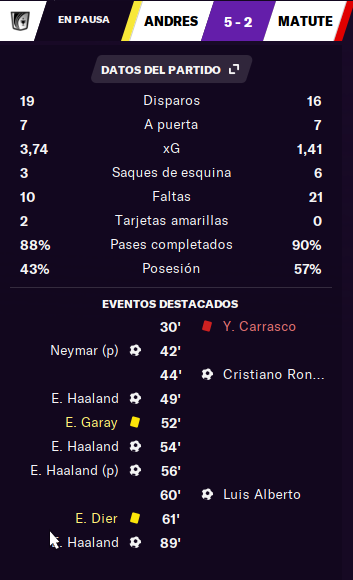 EN PAUSA ANDRES 5 - 2 MATUTE
DATOS DEL PARTIDO
19 Disparos 16
7 A puerta 7
3,74 xG 1,41
3 Saques de esquina 6
10 Faltas 21
2 Tarjetas amarillas 0
88% Pases completados 90%
43% Posesión 57%
EVENTOS DESTACADOS
30' Y. Carrasco
Neymar (p) 42'
44' Cristiano Ron...
E. Haaland 49'
E. Garay 52'
E. Haaland 54'
E. Haaland (p) 56'
60' Luis Alberto
E. Dier 61'
E. Haaland 89'